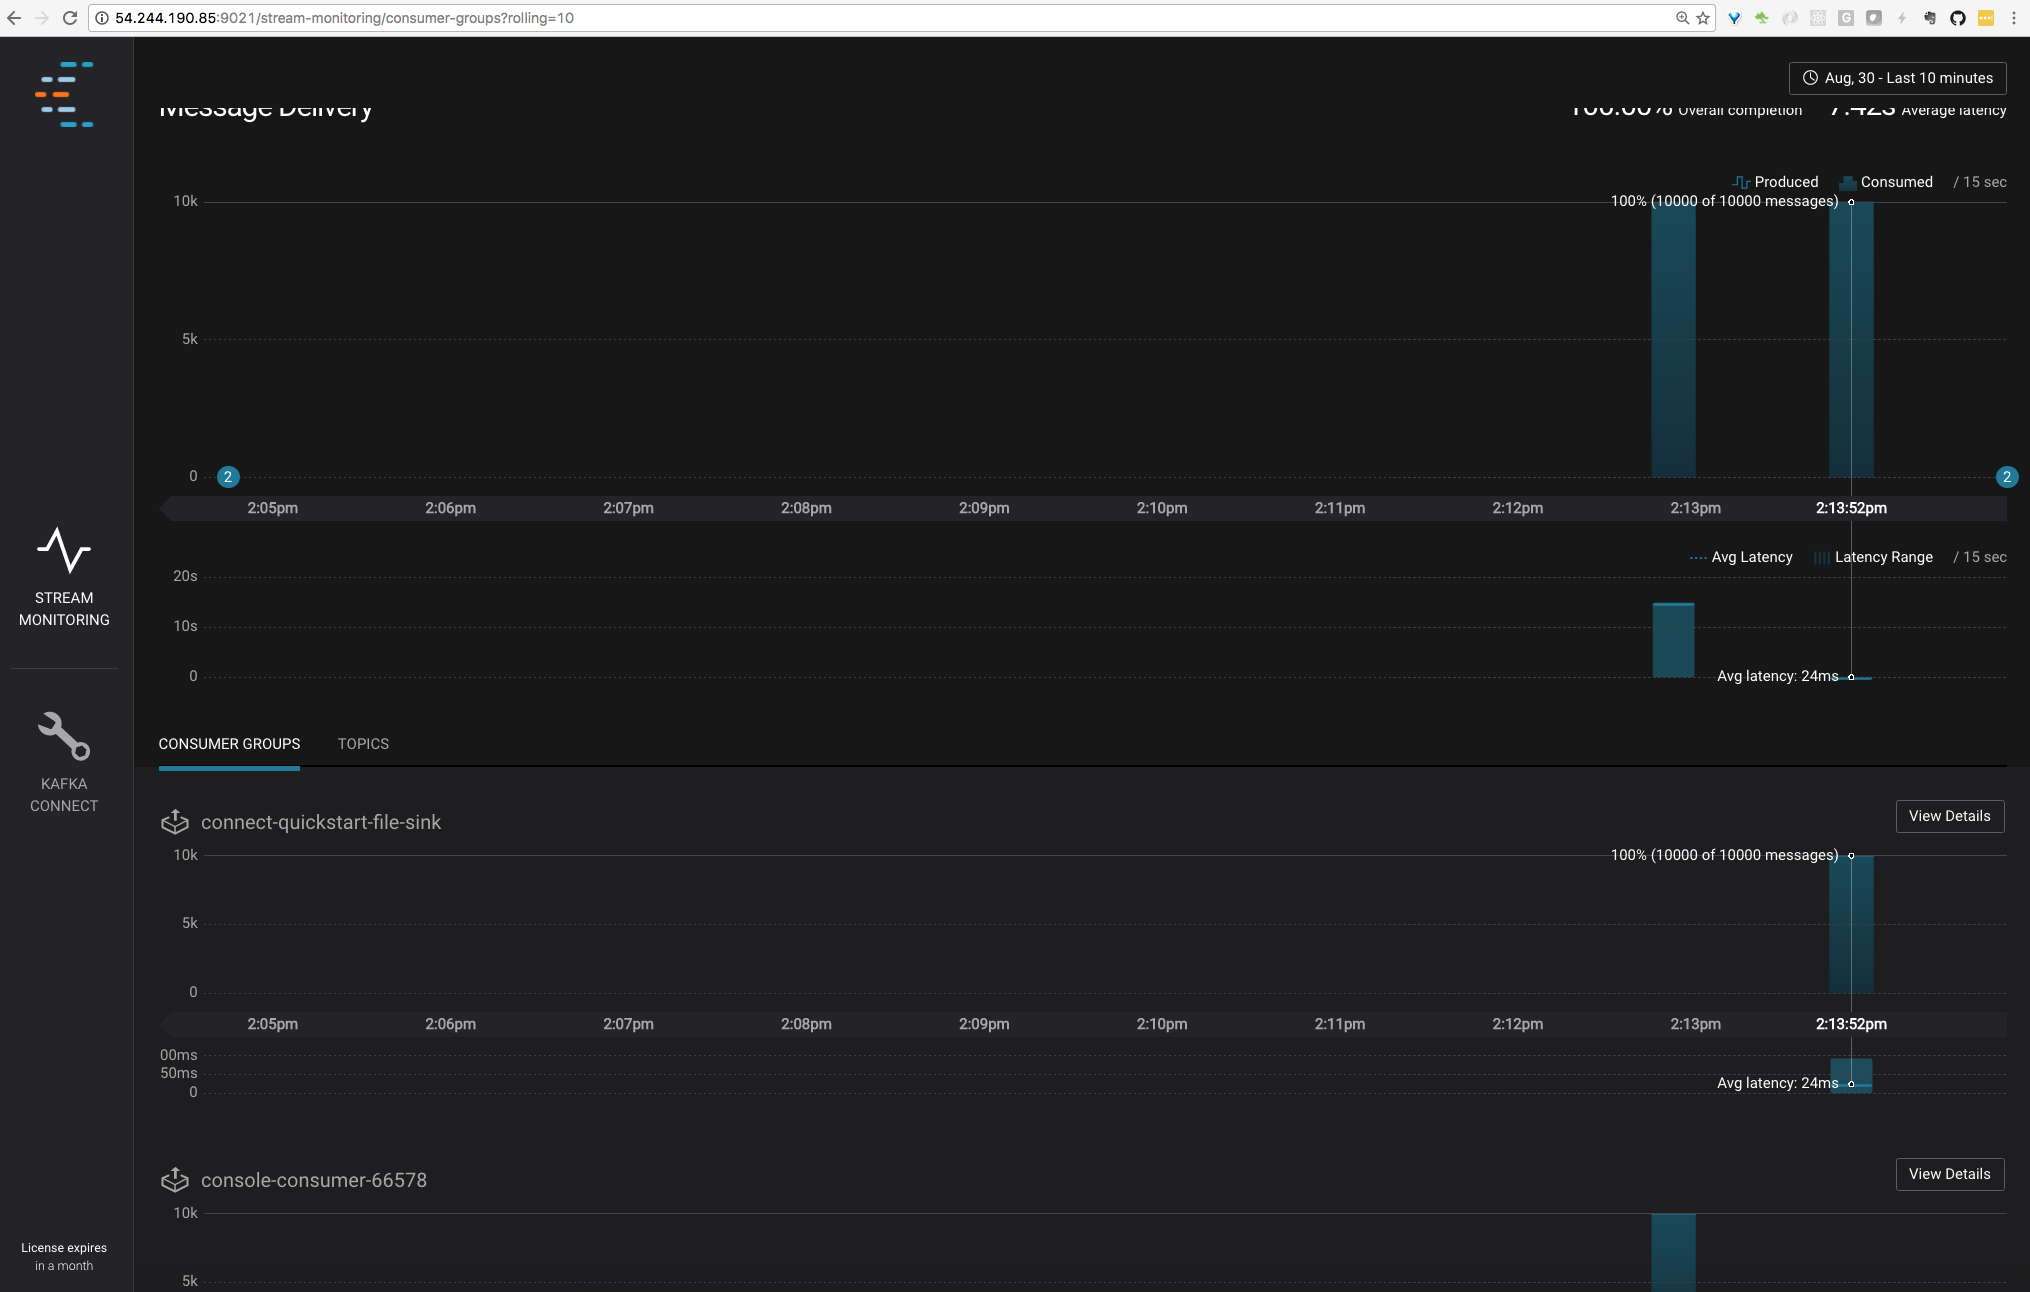 54.244.190.85:9021/stream-monitoring/consumer-groups?rolling=10
Aug, 30 - Last 10 minutes
Message Delivery
100.00% Overall completion 7.423 Average latency
Produced Consumed / 15 sec
10k
100% (10000 of 10000 messages)
5k
0
2
2
2:05pm 2:06pm 2:07pm 2:08pm 2:09pm 2:10pm 2:11pm 2:12pm 2:13pm 2:13:52pm
Avg Latency Latency Range / 15 sec
20s
10s
0
Avg latency: 24ms
STREAM
MONITORING
KAFKA
CONNECT
CONSUMER GROUPS TOPICS
connect-quickstart-file-sink
View Details
10k
100% (10000 of 10000 messages)
5k
0
2:05pm 2:06pm 2:07pm 2:08pm 2:09pm 2:10pm 2:11pm 2:12pm 2:13pm 2:13:52pm
00ms
50ms
0
Avg latency: 24ms
console-consumer-66578
View Details
10k
5k
License expires
in a month